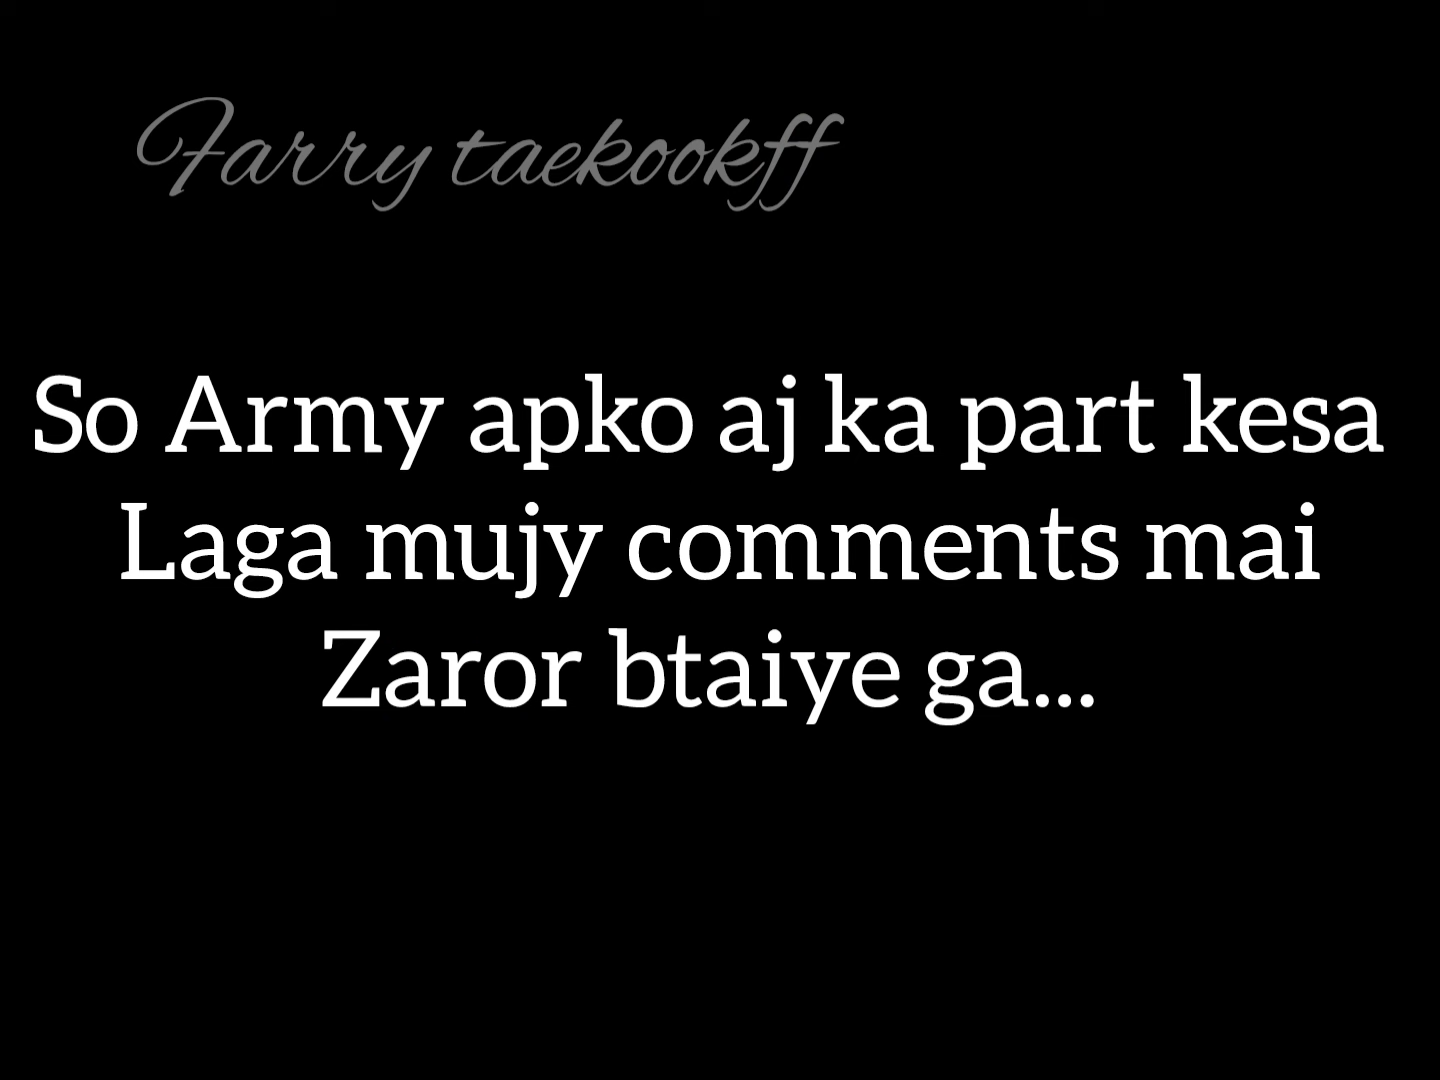 Farry taekookff
So Army apko aj ka part kesa
Laga mujy comments mai
Zaror btaiye ga...